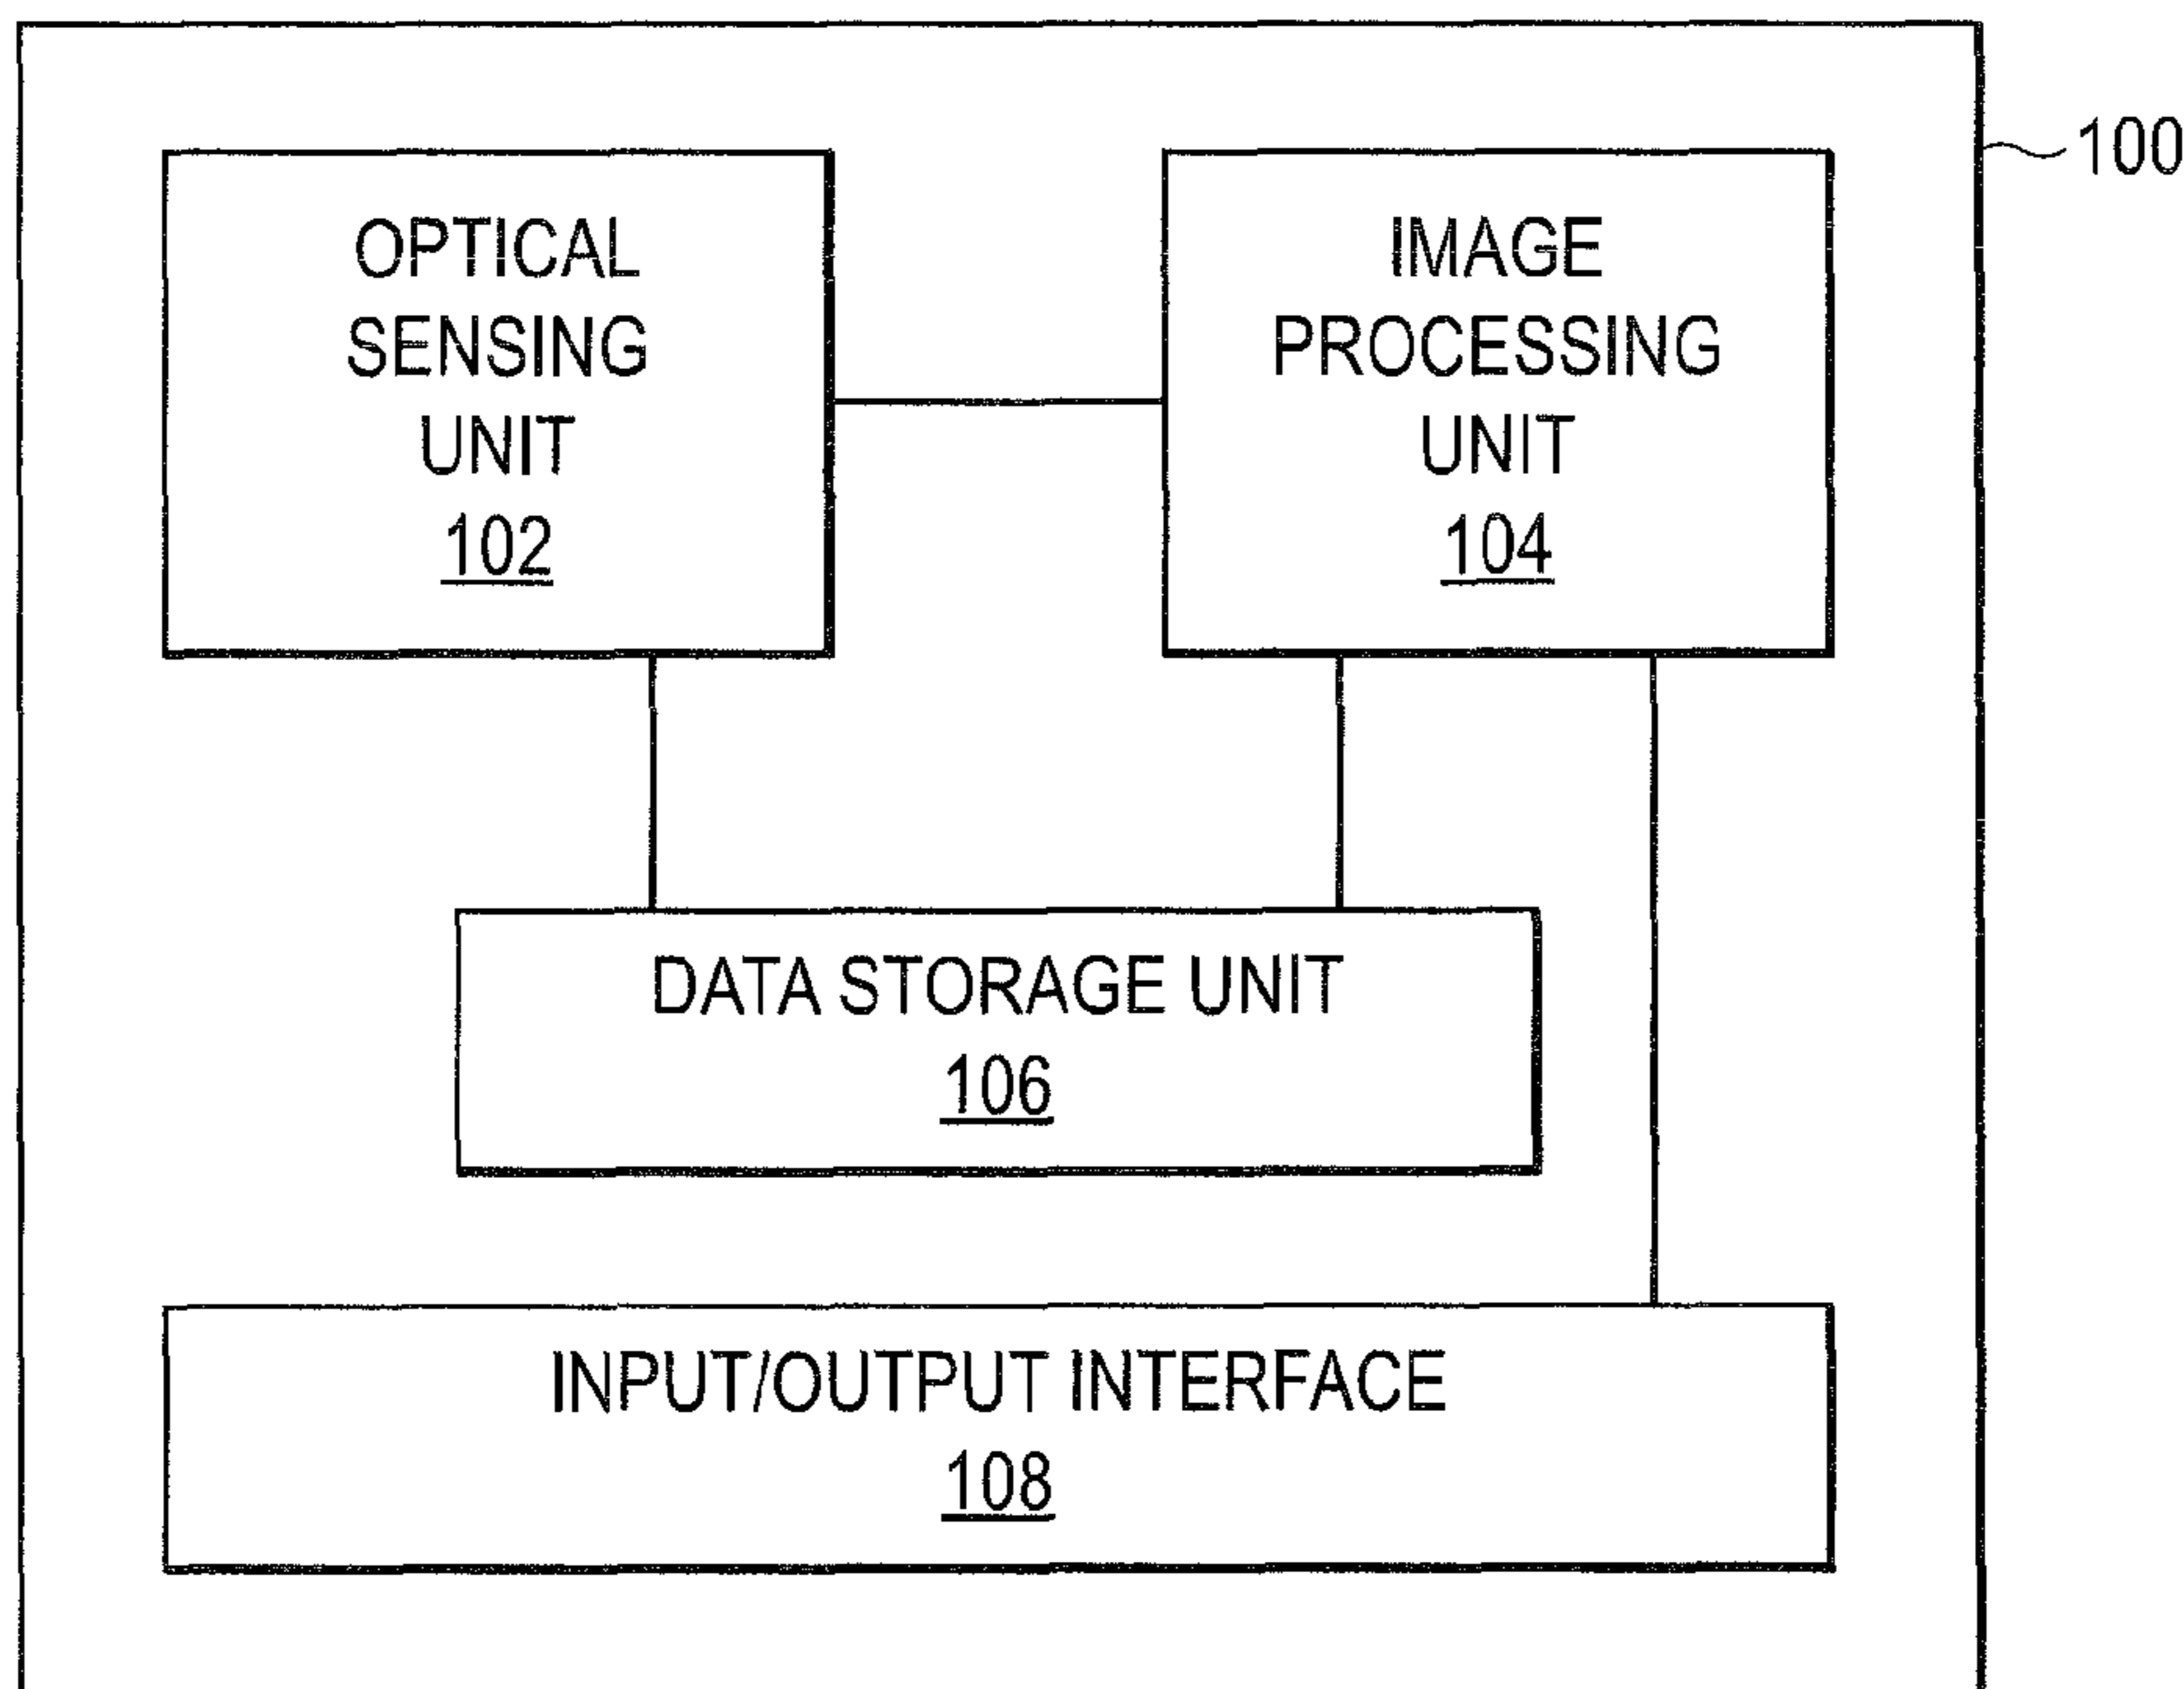 100
OPTICAL
SENSING
UNIT
102
IMAGE
PROCESSING
UNIT
104
DATA STORAGE UNIT
106
INPUT/OUTPUT INTERFACE
108